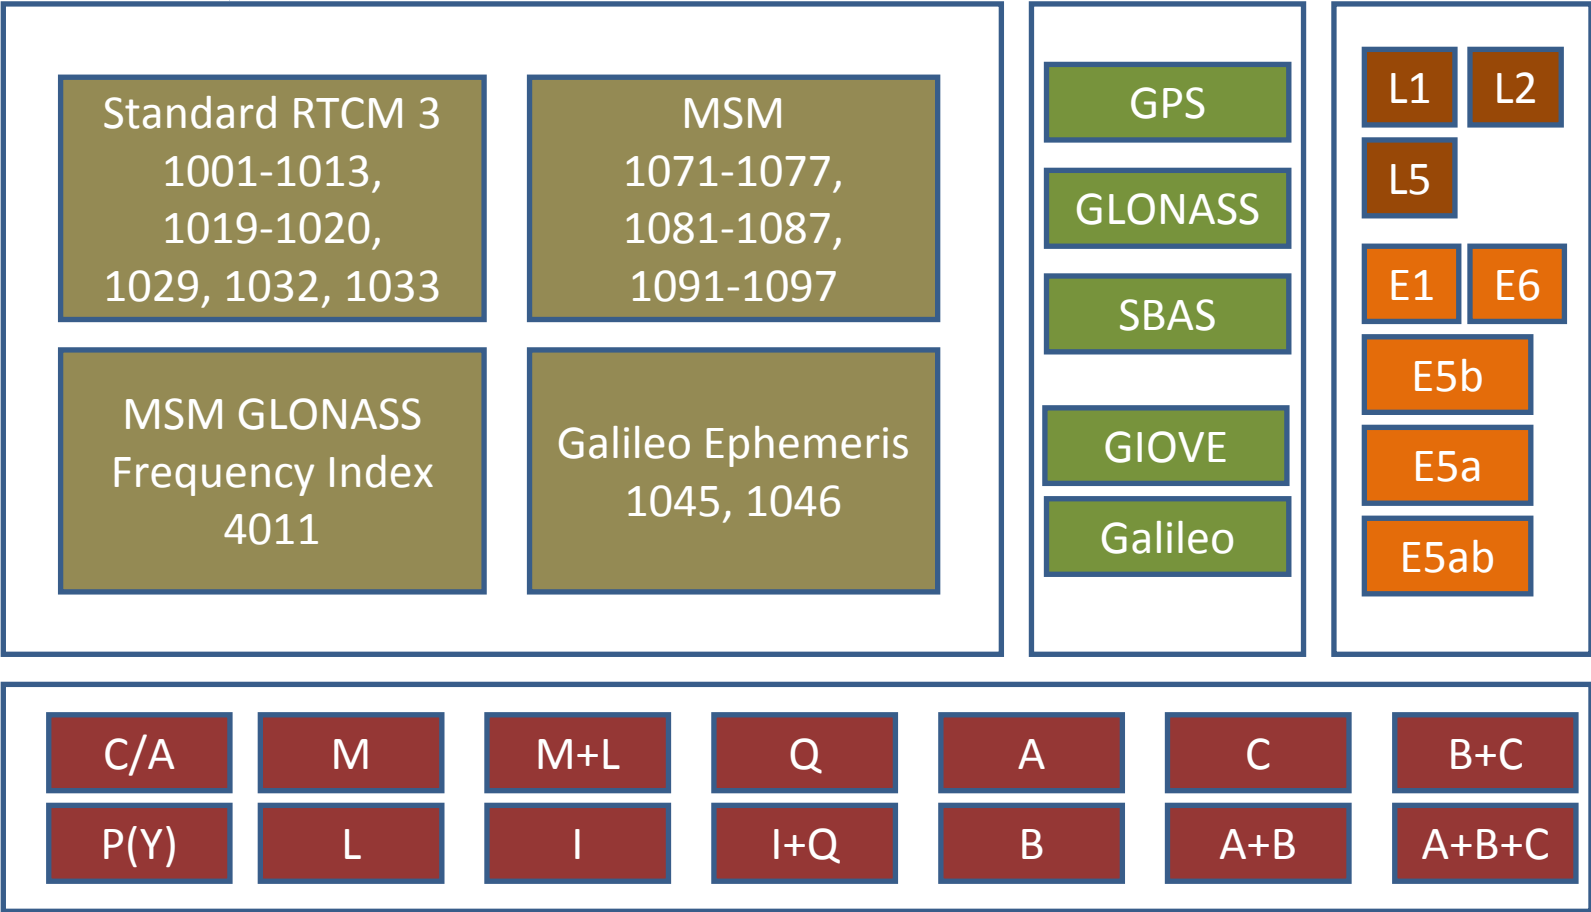 Standard RTCM 3
1001-1013,
1019-1020,
1029, 1032, 1033
MSM
1071-1077,
1081-1087,
1091-1097
MSM GLONASS
Frequency Index
4011
Galileo Ephemeris
1045, 1046
GPS
GLONASS
SBAS
GIOVE
Galileo
L1 L2
L5
E1 E6
E5b
E5a
E5ab
C/A M M+L Q A C B+C
P(Y) L I I+Q B A+B A+B+C